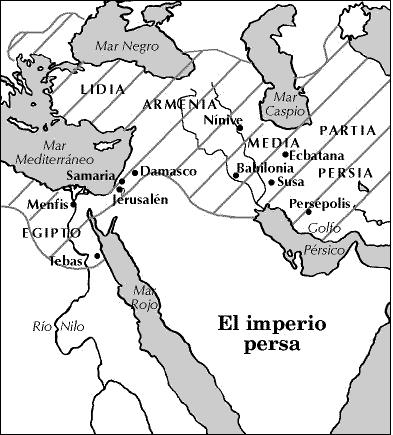 Mar Negro
LIDIA
ARMENIA
Mar
Caspio
Nínive
PARTIA
Mar
Mediterráneo
MEDIA
Ecbatana
Samaria
Damasco
Babilonia
PERSIA
Susa
Jerusalén
Menfis
Persépolis
EGIPTO
Golfo
Pérsico
Tebas
Mar
Rojo
Río Nilo
El imperio
persa